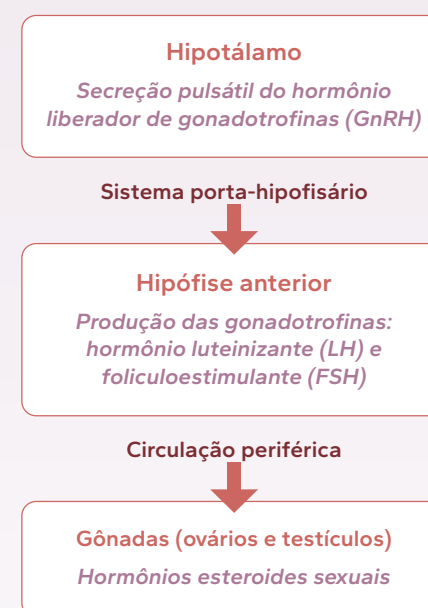 Hipotálamo
Secreção pulsátil do hormônio
liberador de gonadotrofinas (GnRH)
Sistema porta-hipofisário
Hipófise anterior
Produção das gonadotrofinas:
hormônio luteinizante (LH) e
foliculoestimulante (FSH)
Circulação periférica
Gônadas (ovários e testículos)
Hormônios esteroides sexuais